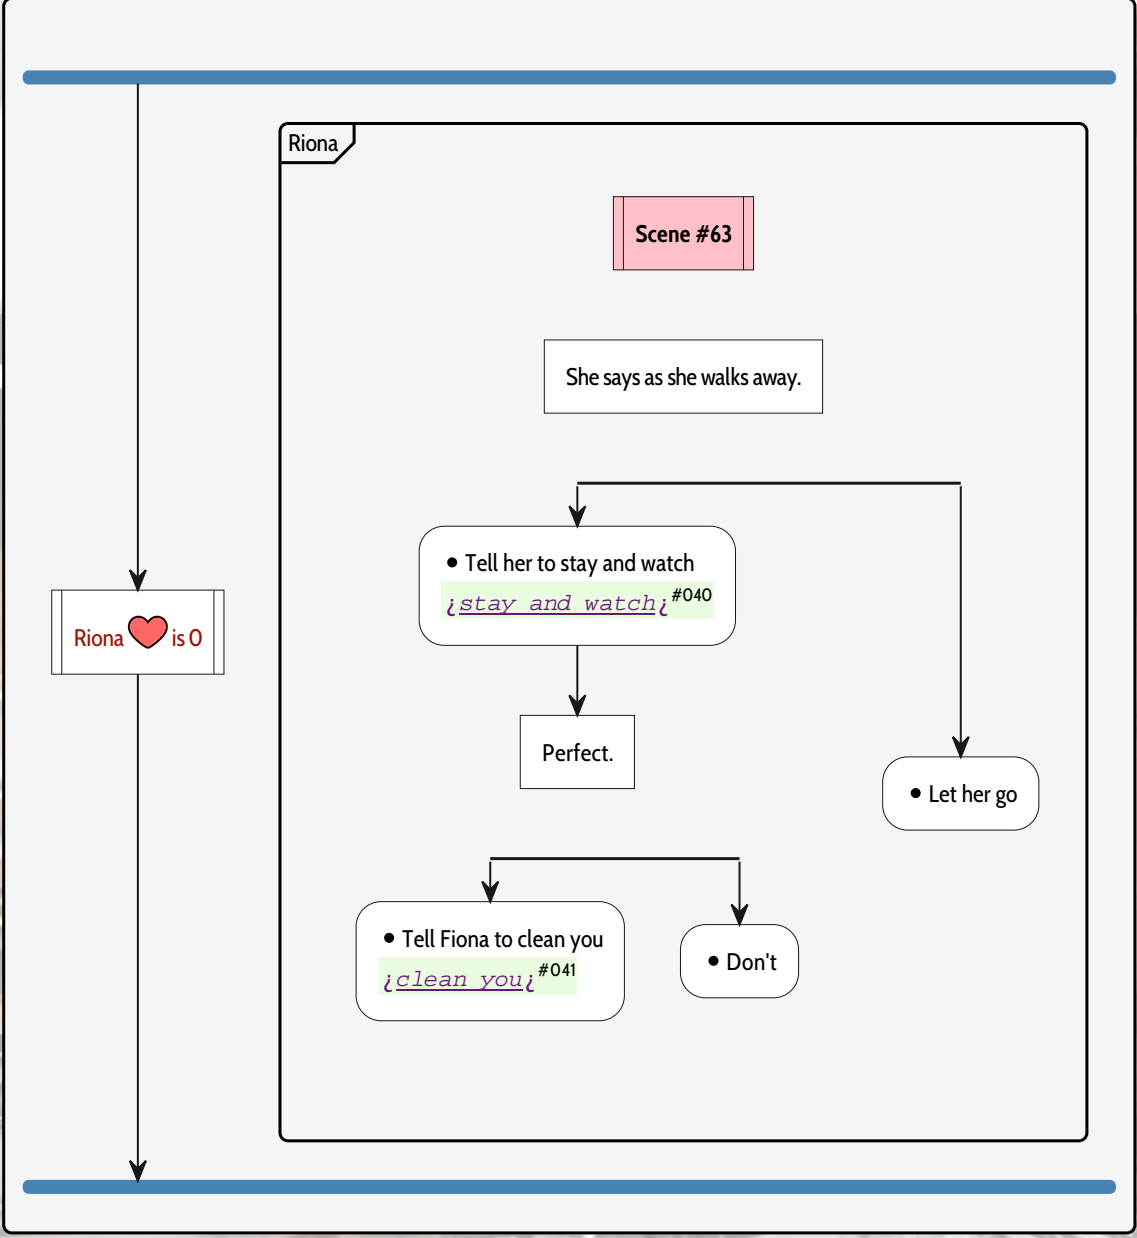 Riona
Scene #63
She says as she walks away.
• Tell her to stay and watch
¿stay and watch¿#040
Riona ❤ is 0
Perfect.
• Let her go
• Tell Fiona to clean you
¿clean you¿#041
• Don't